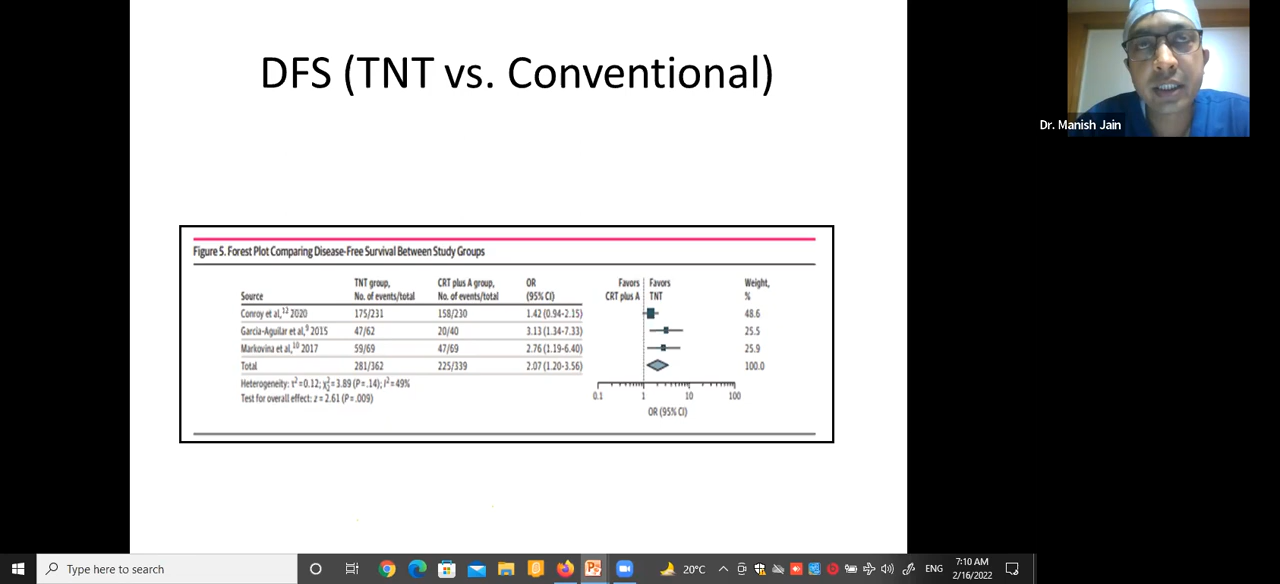 DFS (TNT vs. Conventional)
Dr. Manish Jain
Figure 5. Forest Plot Comparing Disease-Free Survival Between Study Groups
TNT group, CRT plus A group, OR Favors Favors Weight,
Source No. of events/total No. of events/total (95% CI) CRT plus A TNT %
Conroy et al,12 2020 175/231 158/230 1.42 (0.94-2.15) 48.6
Garcia-Aguilar et al,9 2015 47/62 20/40 3.13 (1.34-7.33) 25.5
Markovina et al,10 2017 59/69 47/69 2.76 (1.19-6.40) 25.9
Total 281/362 225/339 2.07 (1.20-3.56) 100.0
Heterogeneity: τ2=0.12; χ22=3.89 (P=.14); I2=49%
Test for overall effect: z=2.61 (P=.009)
0.1 1 10 100
OR (95% CI)
Type here to search
20°C
ENG
7:10 AM
2/16/2022